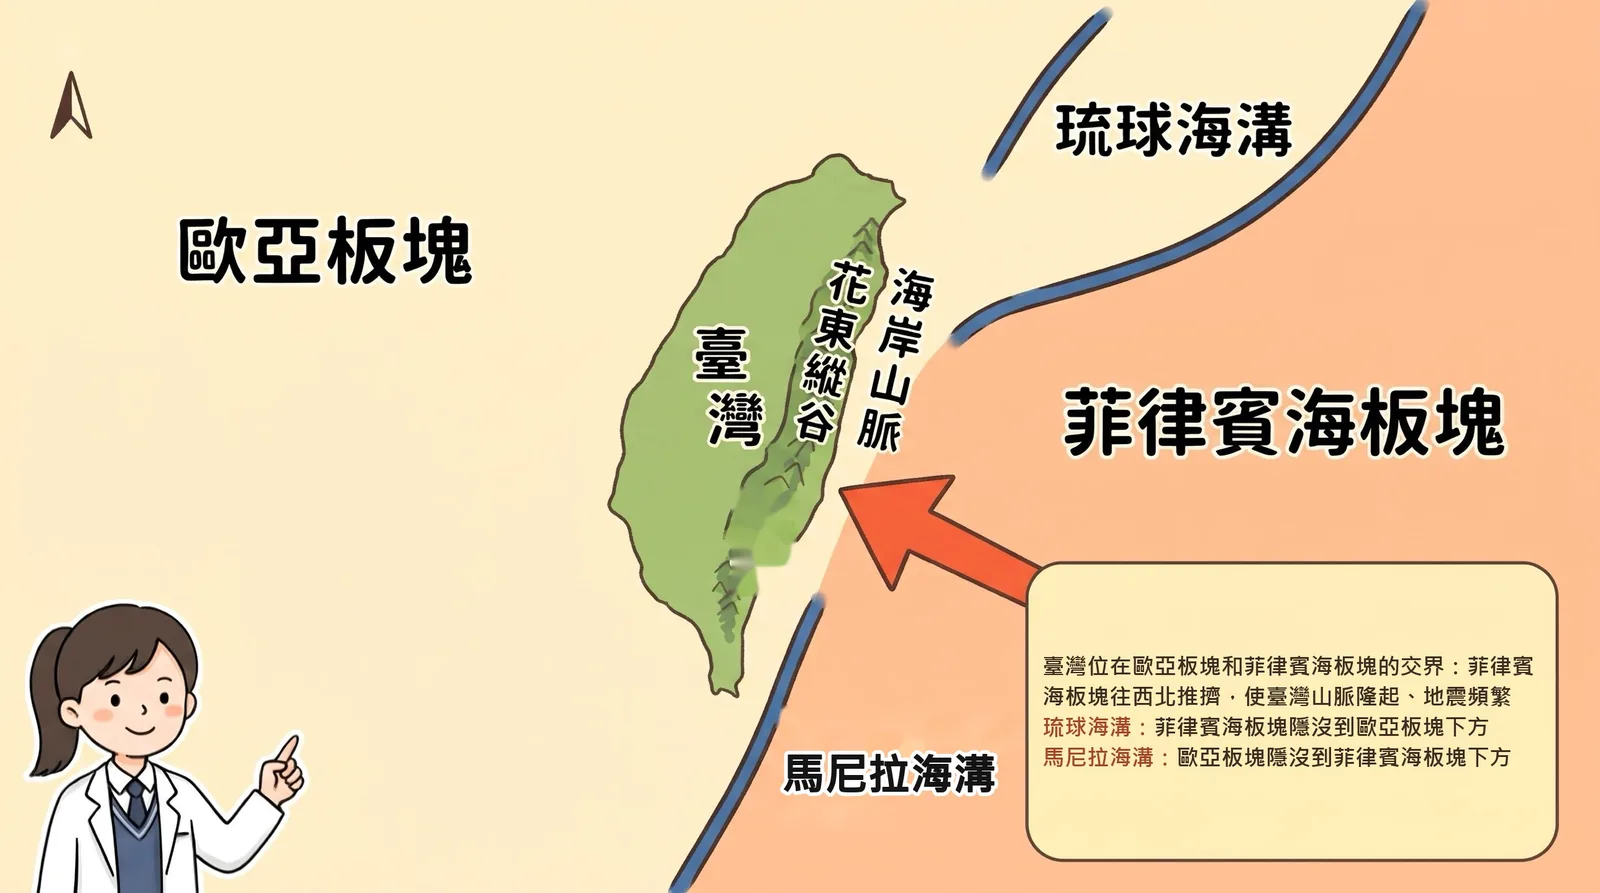 琉球海溝
歐亞板塊
臺灣
花東縱谷
海岸山脈
菲律賓海板塊
馬尼拉海溝
臺灣位在歐亞板塊和菲律賓海板塊的交界：菲律賓
海板塊往西北推擠，使臺灣山脈隆起、地震頻繁
琉球海溝：菲律賓海板塊隱沒到歐亞板塊下方
馬尼拉海溝：歐亞板塊隱沒到菲律賓海板塊下方